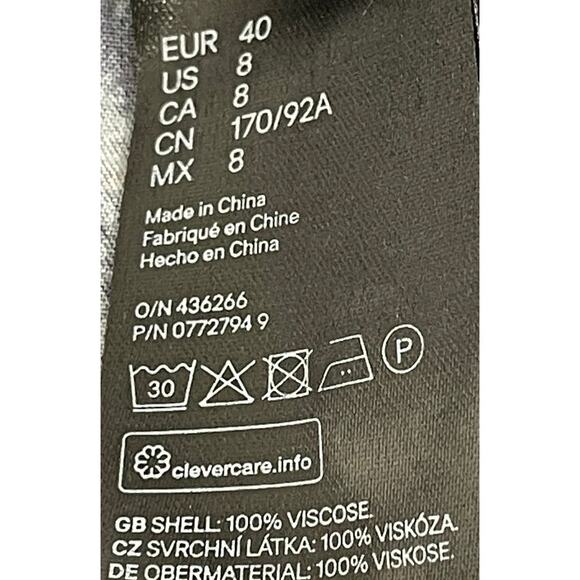 EUR 40
US 8
CA 8
CN 170/92A
MX 8
Made in China
Fabriqué en Chine
Hecho en China
O/N 436266
P/N 0772794 9
30
P
clevercare.info
GB SHELL: 100% VISCOSE.
CZ SVRCHNÍ LÁTKA: 100% VISKÓZA.
DE OBERMATERIAL: 100% VISKOSE.